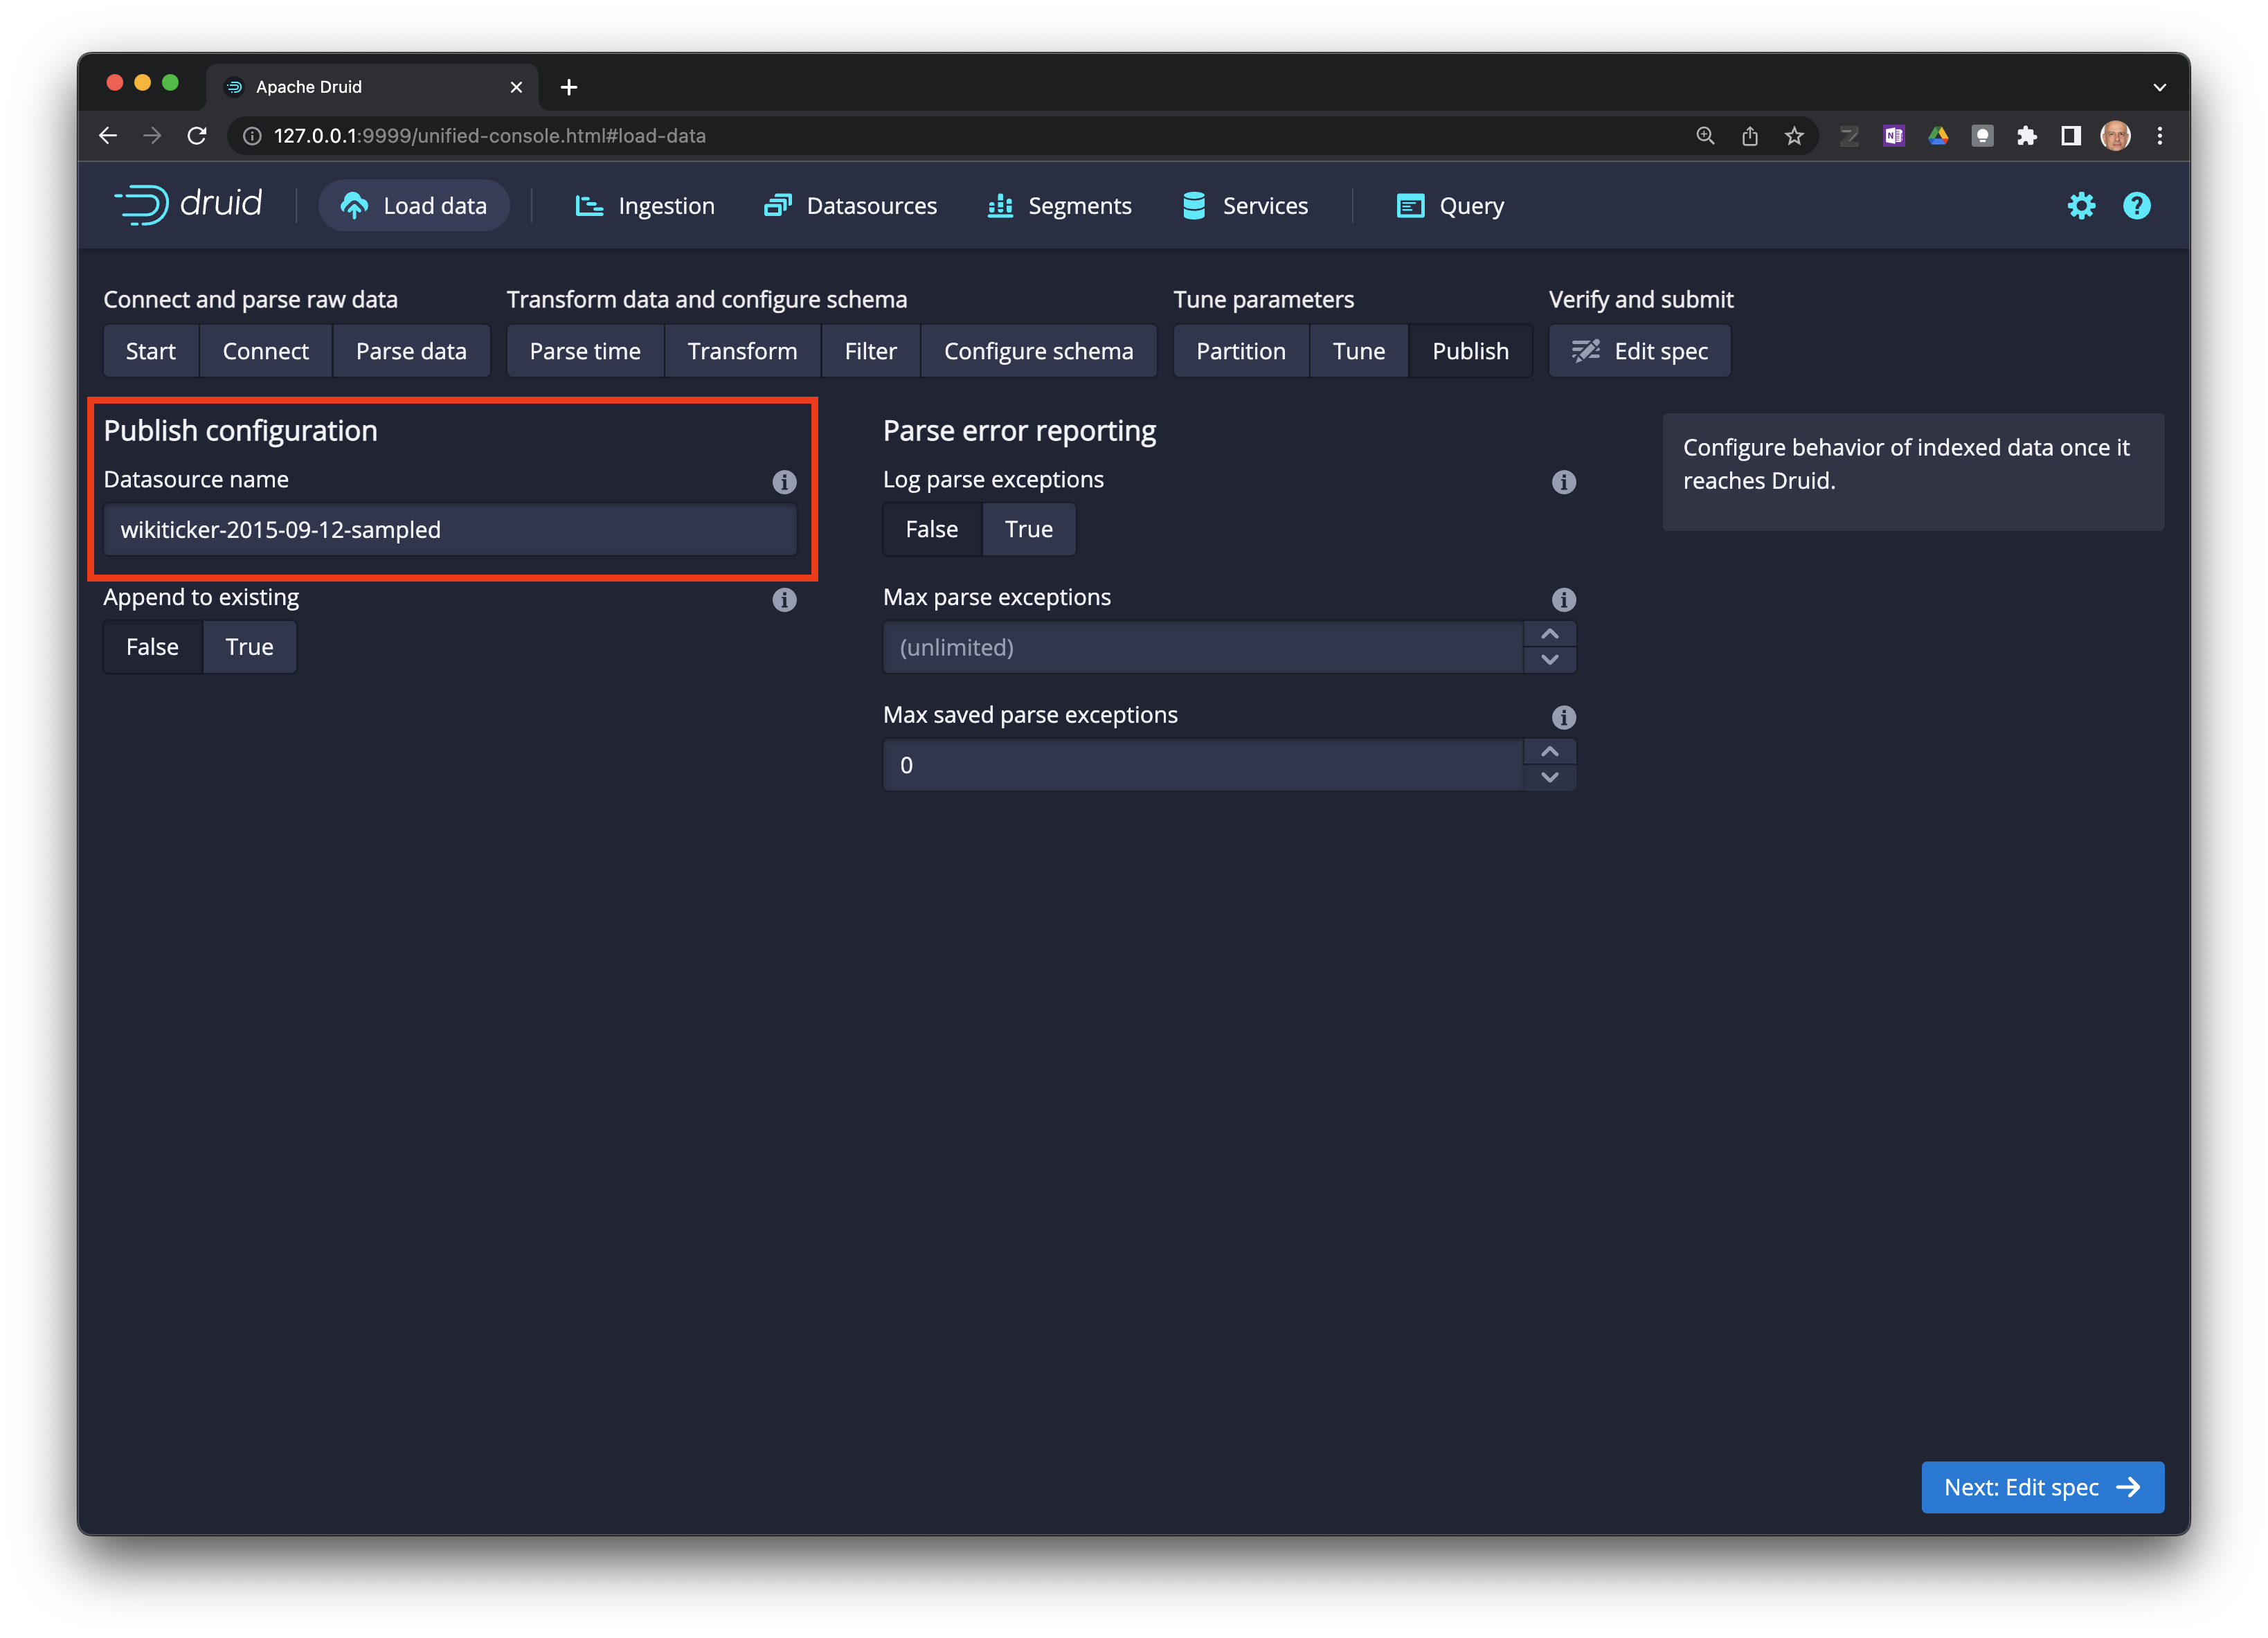 Apache Druid
127.0.0.1:9999/unified-console.html#load-data
druid
Load data
Ingestion
Datasources
Segments
Services
Query
Connect and parse raw data
Transform data and configure schema
Tune parameters
Verify and submit
Start
Connect
Parse data
Parse time
Transform
Filter
Configure schema
Partition
Tune
Publish
Edit spec
Publish configuration
Datasource name
wikiticker-2015-09-12-sampled
Append to existing
False
True
Parse error reporting
Log parse exceptions
False
True
Max parse exceptions
(unlimited)
Max saved parse exceptions
0
Configure behavior of indexed data once it
reaches Druid.
Next: Edit spec